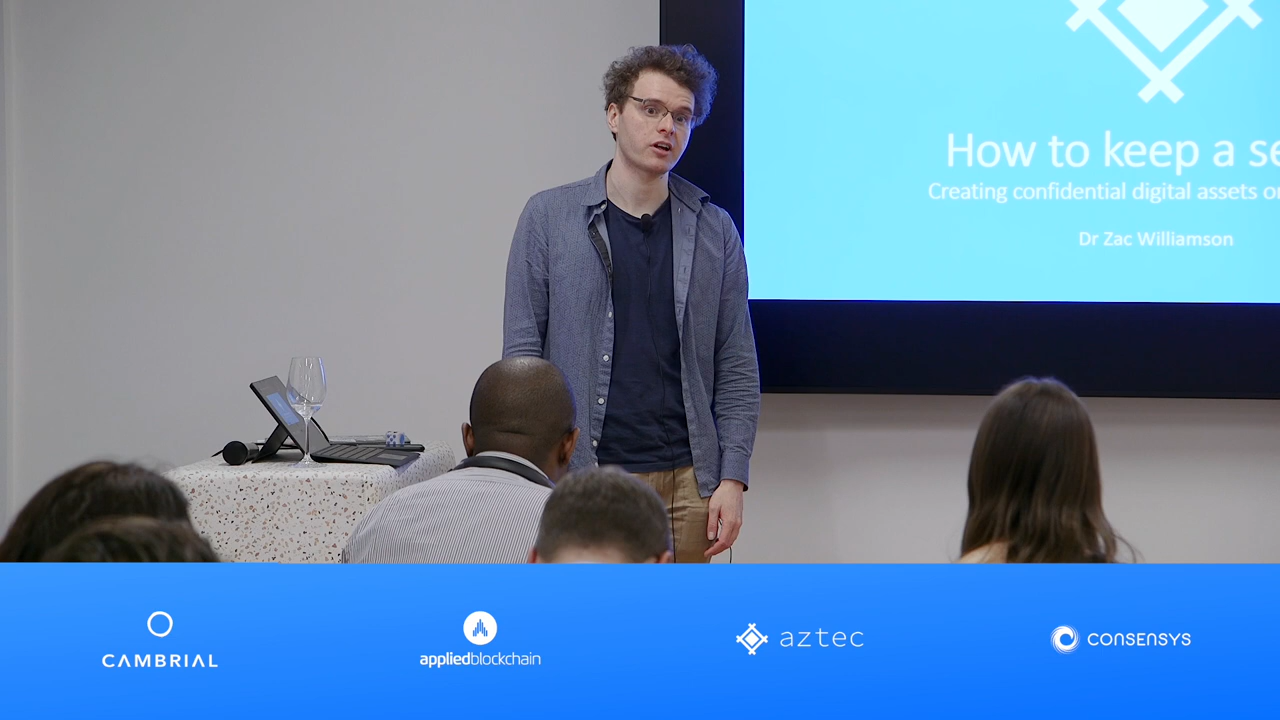 How to keep a se
Creating confidential digital assets o
Dr Zac Williamson
CAMBRIAL
appliedblockchain
aztec
CONSENSYS